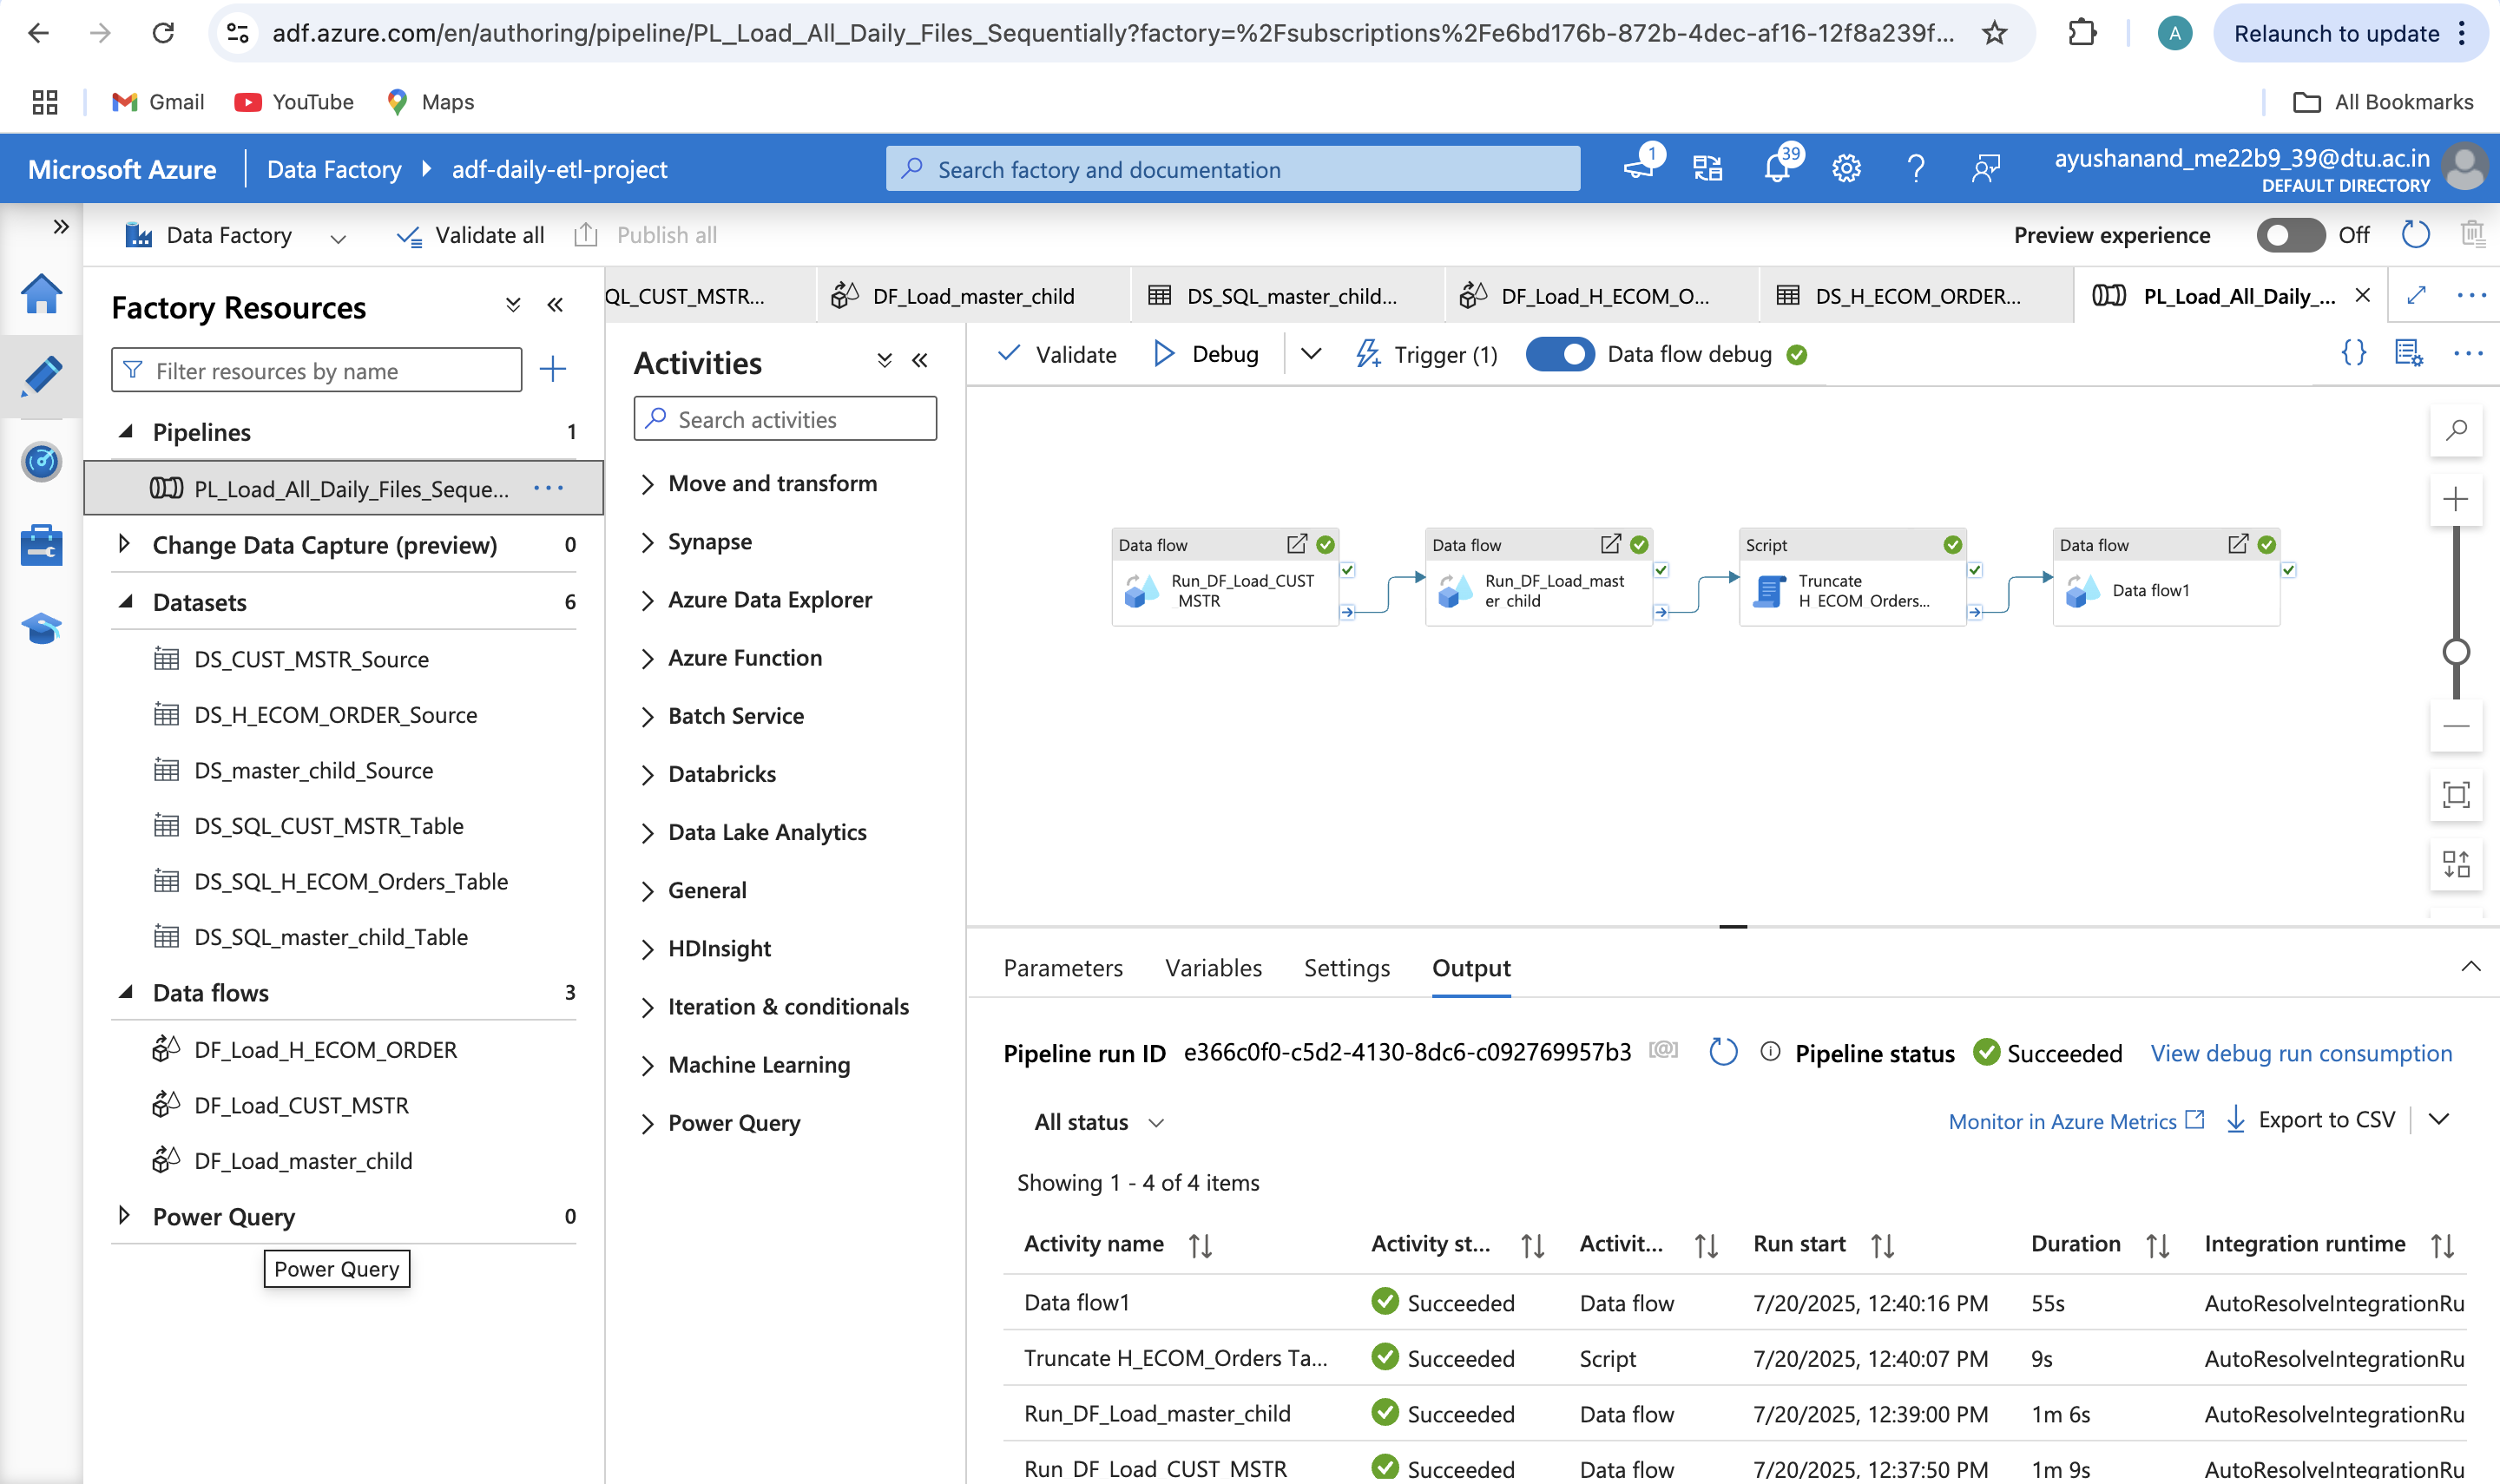 adf.azure.com/en/authoring/pipeline/PL_Load_All_Daily_Files_Sequentially?factory=%2Fsubscriptions%2Fe6bd176b-872b-4dec-af16-12f8a239f...
A
Relaunch to update
Gmail
YouTube
Maps
All Bookmarks
Microsoft Azure
Data Factory
adf-daily-etl-project
Search factory and documentation
1
39
ayushanand_me22b9_39@dtu.ac.in
DEFAULT DIRECTORY
Data Factory
Validate all
Publish all
Preview experience
Off
Factory Resources
Filter resources by name
Pipelines 1
PL_Load_All_Daily_Files_Seque...
Change Data Capture (preview) 0
Datasets 6
DS_CUST_MSTR_Source
DS_H_ECOM_ORDER_Source
DS_master_child_Source
DS_SQL_CUST_MSTR_Table
DS_SQL_H_ECOM_Orders_Table
DS_SQL_master_child_Table
Data flows 3
DF_Load_H_ECOM_ORDER
DF_Load_CUST_MSTR
DF_Load_master_child
Power Query 0
Power Query
QL_CUST_MSTR...
DF_Load_master_child
DS_SQL_master_child...
DF_Load_H_ECOM_O...
DS_H_ECOM_ORDER...
PL_Load_All_Daily_...
Activities
Search activities
Move and transform
Synapse
Azure Data Explorer
Azure Function
Batch Service
Databricks
Data Lake Analytics
General
HDInsight
Iteration & conditionals
Machine Learning
Power Query
Validate
Debug
Trigger (1)
Data flow debug
Data flow
Run_DF_Load_CUST
_MSTR
Data flow
Run_DF_Load_mast
er_child
Script
Truncate
H_ECOM_Orders...
Data flow
Data flow1
Parameters
Variables
Settings
Output
Pipeline run ID e366c0f0-c5d2-4130-8dc6-c092769957b3
Pipeline status Succeeded
View debug run consumption
All status
Monitor in Azure Metrics
Export to CSV
Showing 1 - 4 of 4 items
Activity name Activity st... Activit... Run start Duration Integration runtime
Data flow1 Succeeded Data flow 7/20/2025, 12:40:16 PM 55s AutoResolveIntegrationRu
Truncate H_ECOM_Orders Ta... Succeeded Script 7/20/2025, 12:40:07 PM 9s AutoResolveIntegrationRu
Run_DF_Load_master_child Succeeded Data flow 7/20/2025, 12:39:00 PM 1m 6s AutoResolveIntegrationRu
Run_DF_Load_CUST_MSTR Succeeded Data flow 7/20/2025, 12:37:50 PM 1m 9s AutoResolveIntegrationRu